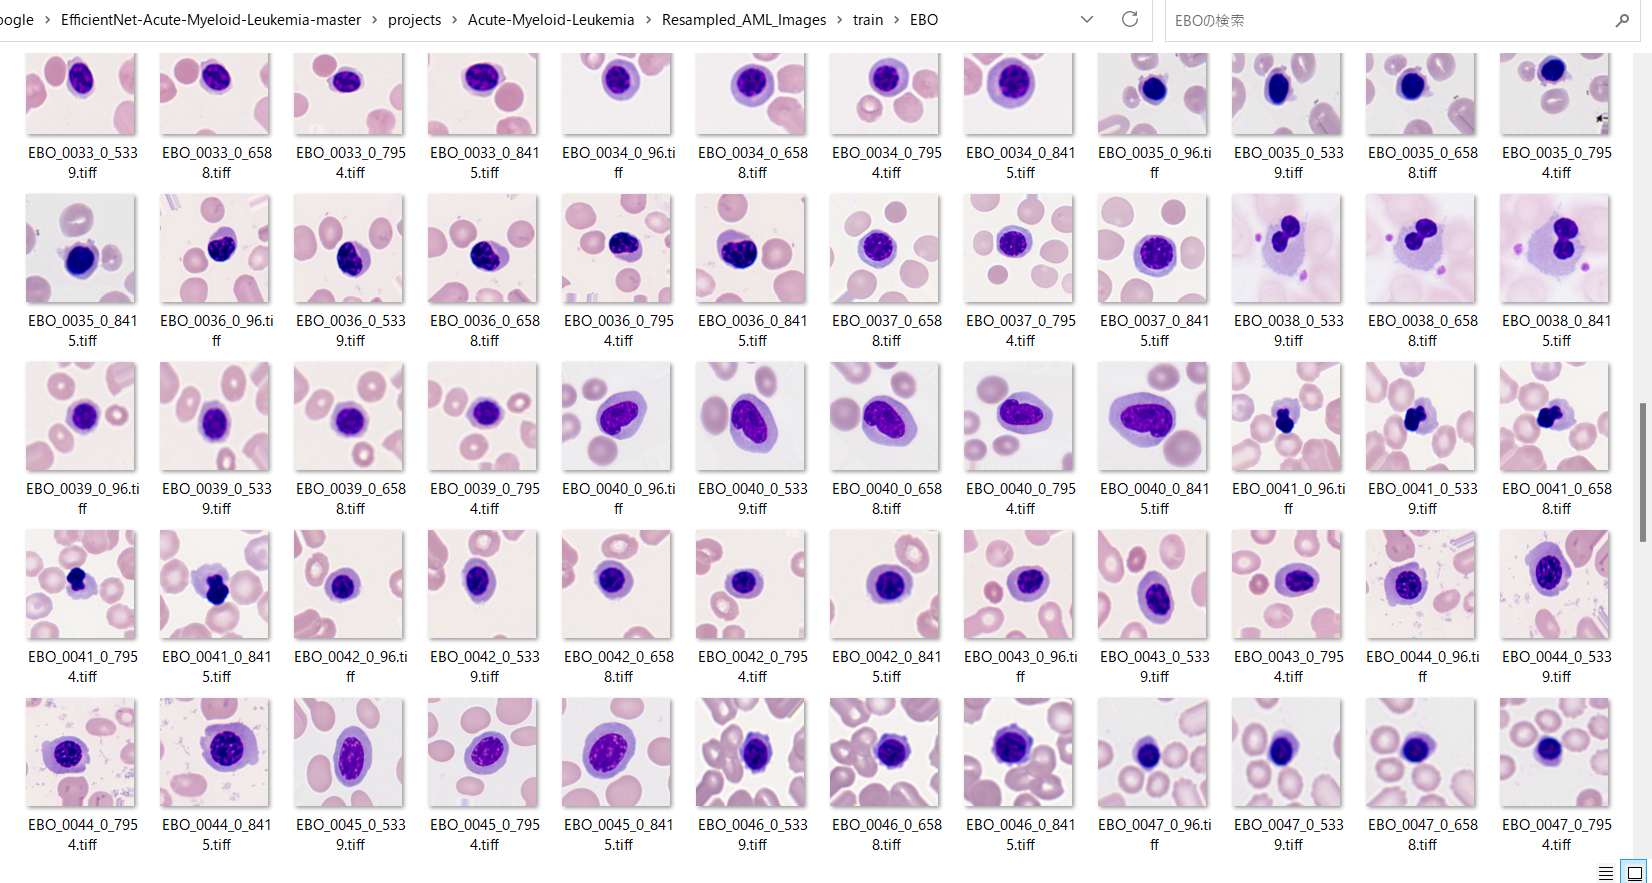 oogle > EfficientNet-Acute-Myeloid-Leukemia-master > projects > Acute-Myeloid-Leukemia > Resampled_AML_Images > train > EBO
EBOの検索
EBO_0033_0_533 EBO_0033_0_658 EBO_0033_0_795 EBO_0033_0_841 EBO_0034_0_96.ti EBO_0034_0_658 EBO_0034_0_795 EBO_0034_0_841 EBO_0035_0_96.ti EBO_0035_0_533 EBO_0035_0_658 EBO_0035_0_795
9.tiff 8.tiff 4.tiff 5.tiff ff 8.tiff 4.tiff 5.tiff ff 9.tiff 8.tiff 4.tiff
EBO_0035_0_841 EBO_0036_0_96.ti EBO_0036_0_533 EBO_0036_0_658 EBO_0036_0_795 EBO_0036_0_841 EBO_0037_0_658 EBO_0037_0_795 EBO_0037_0_841 EBO_0038_0_533 EBO_0038_0_658 EBO_0038_0_841
5.tiff ff 9.tiff 8.tiff 4.tiff 5.tiff 8.tiff 4.tiff 5.tiff 9.tiff 8.tiff 5.tiff
EBO_0039_0_96.ti EBO_0039_0_533 EBO_0039_0_658 EBO_0039_0_795 EBO_0040_0_96.ti EBO_0040_0_533 EBO_0040_0_658 EBO_0040_0_795 EBO_0040_0_841 EBO_0041_0_96.ti EBO_0041_0_533 EBO_0041_0_658
ff 9.tiff 8.tiff 4.tiff ff 9.tiff 8.tiff 4.tiff 5.tiff ff 9.tiff 8.tiff
EBO_0041_0_795 EBO_0041_0_841 EBO_0042_0_96.ti EBO_0042_0_533 EBO_0042_0_658 EBO_0042_0_795 EBO_0042_0_841 EBO_0043_0_96.ti EBO_0043_0_533 EBO_0043_0_795 EBO_0044_0_96.ti EBO_0044_0_533
4.tiff 5.tiff ff 9.tiff 8.tiff 4.tiff 5.tiff ff 9.tiff 4.tiff ff 9.tiff
EBO_0044_0_795 EBO_0044_0_841 EBO_0045_0_533 EBO_0045_0_795 EBO_0045_0_841 EBO_0046_0_533 EBO_0046_0_658 EBO_0046_0_841 EBO_0047_0_96.ti EBO_0047_0_533 EBO_0047_0_658 EBO_0047_0_795
4.tiff 5.tiff 9.tiff 4.tiff 5.tiff 9.tiff 8.tiff 5.tiff ff 9.tiff 8.tiff 4.tiff